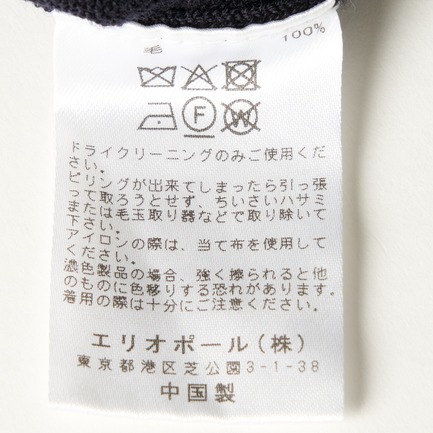 毛 100%
F
W
ドライクリーニングのみご使用くだ
さい。
ピリングが出来てしまったら引っ張
って取ろうとせず、ちいさいハサミ
または毛玉取り器などで取り除いて
下さい。
アイロンの際は、当て布を使用して
ください。
濃色製品の場合、強く擦られると他
のものに色移りする恐れがあります。
着用の際は十分にご注意ください。
エリオポール(株)
東京都港区芝公園3-1-38
中国製